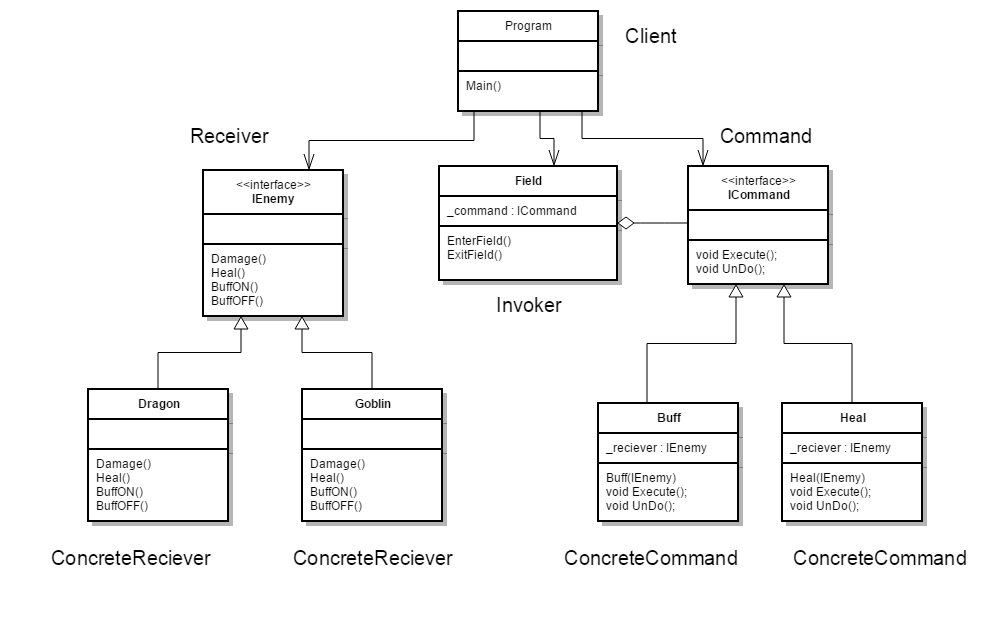 Program
Client
Main()
Receiver
Command
<<interface>>
IEnemy
Damage()
Heal()
BuffON()
BuffOFF()
Field
_command : ICommand
EnterField()
ExitField()
Invoker
<<interface>>
ICommand
void Execute();
void UnDo();
Dragon
Damage()
Heal()
BuffON()
BuffOFF()
ConcreteReciever
Goblin
Damage()
Heal()
BuffON()
BuffOFF()
ConcreteReciever
Buff
_reciever : IEnemy
Buff(IEnemy)
void Execute();
void UnDo();
ConcreteCommand
Heal
_reciever : IEnemy
Heal(IEnemy)
void Execute();
void UnDo();
ConcreteCommand